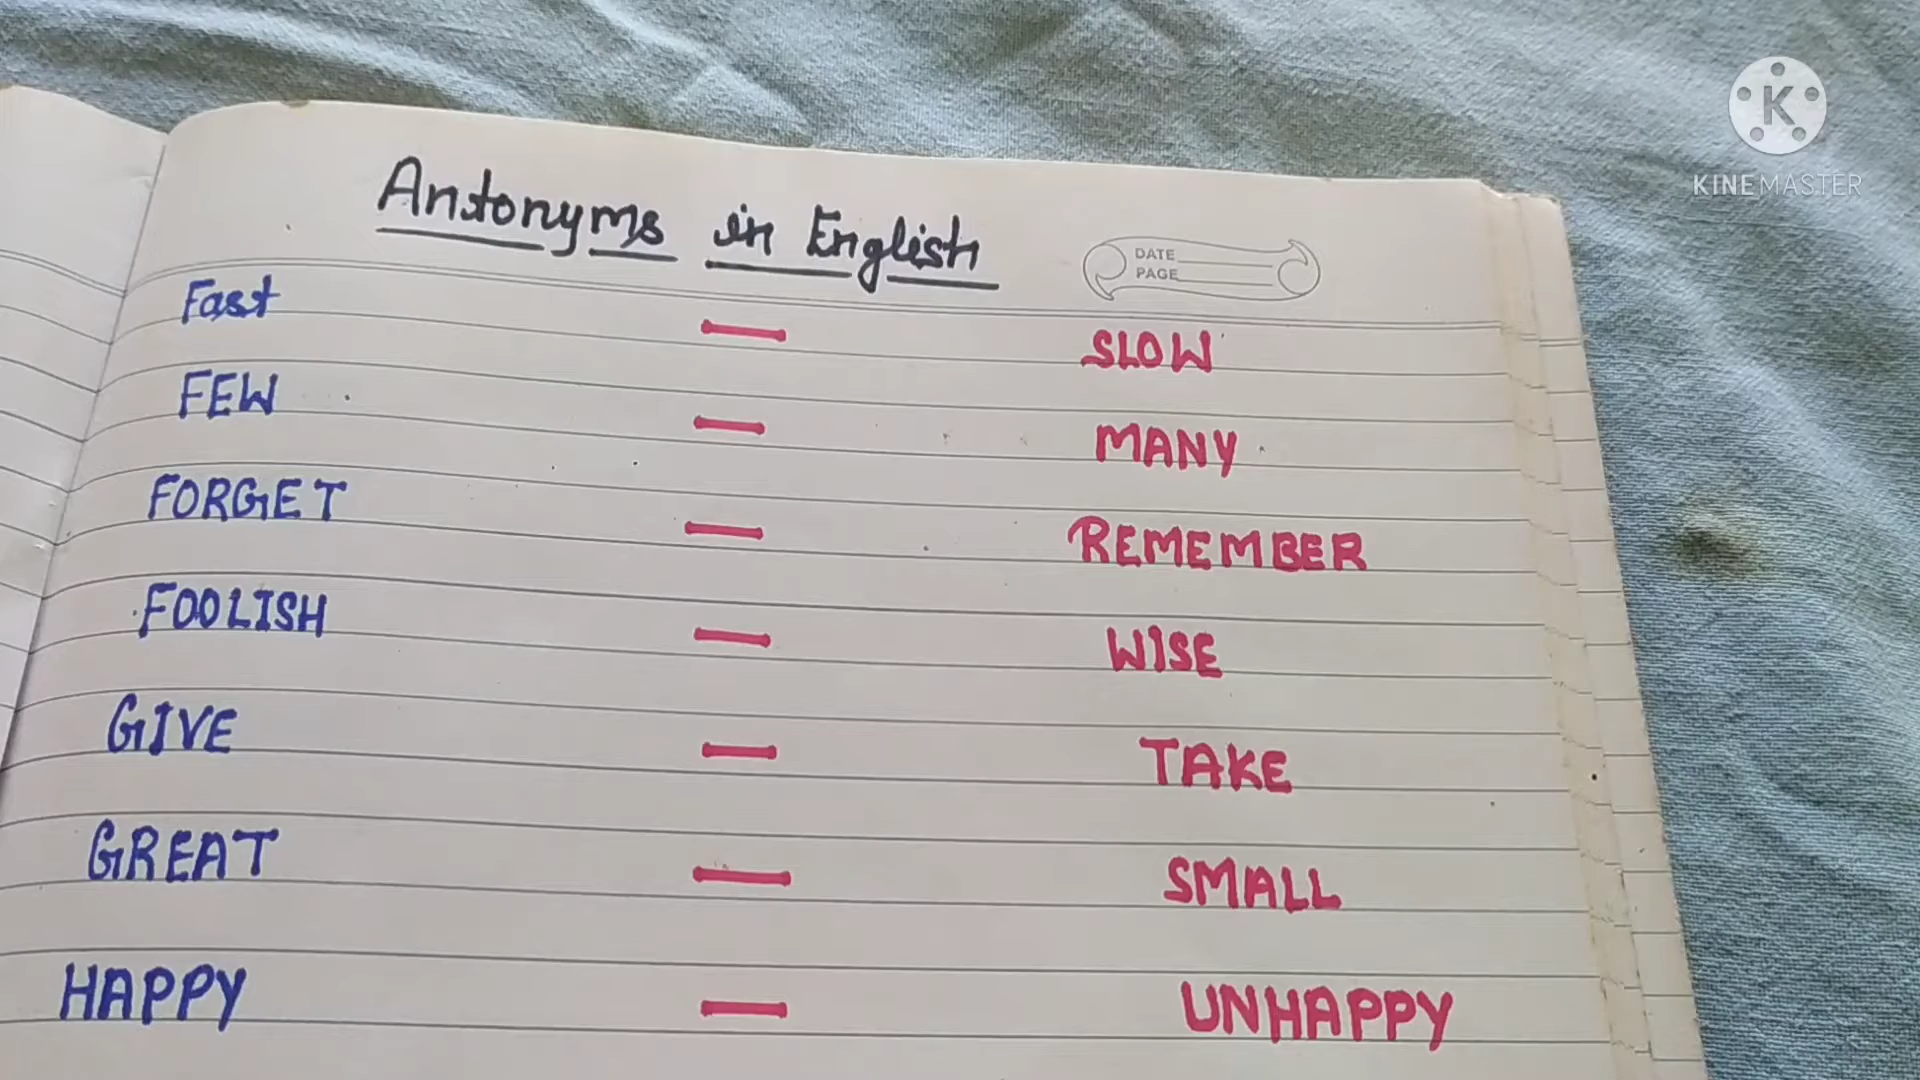 K
KINEMASTER
Antonyms in English
DATE
PAGE
Fast — SLOW
FEW — MANY
FORGET — REMEMBER
FOOLISH — WISE
GIVE — TAKE
GREAT — SMALL
HAPPY — UNHAPPY